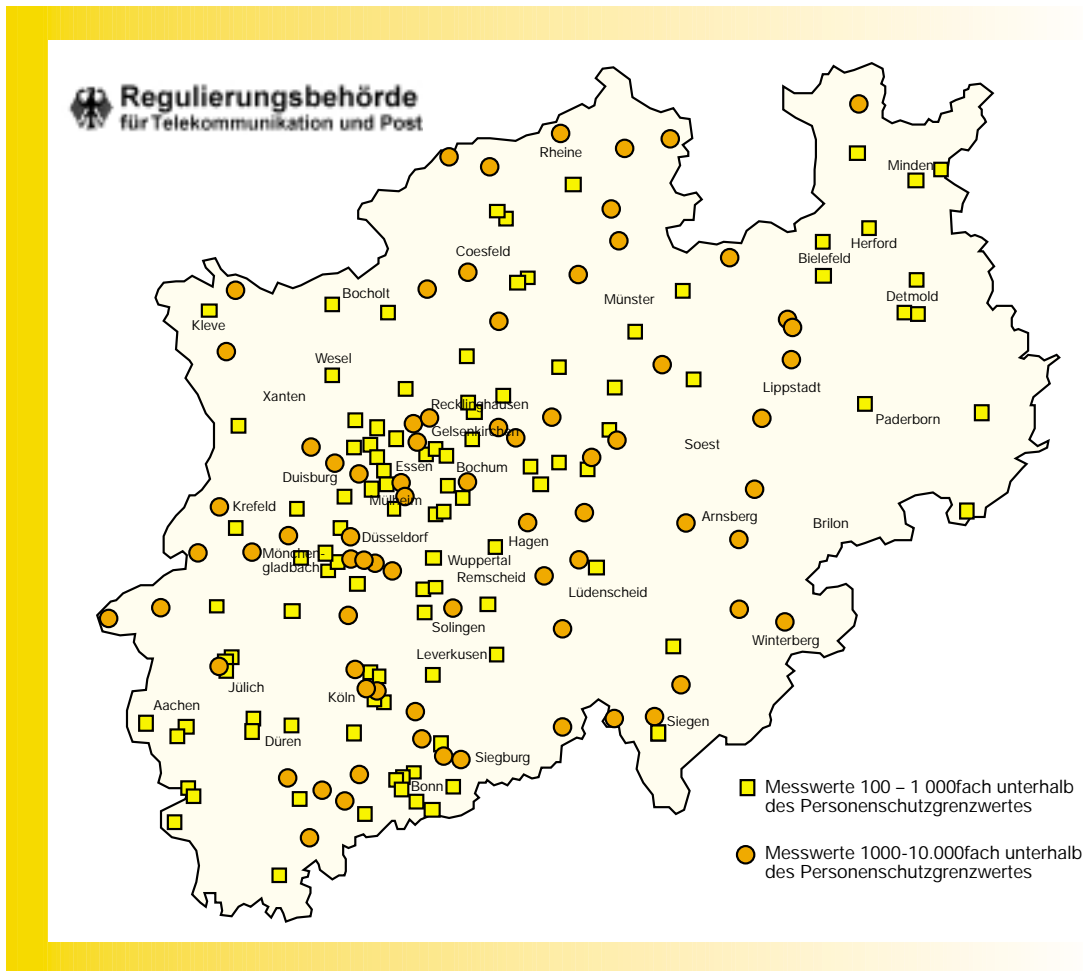 Regulierungsbehörde
für Telekommunikation und Post
Rheine
Minden
Herford
Coesfeld
Bielefeld
Bocholt
Münster
Detmold
Kleve
Wesel
Lippstadt
Xanten
Recklinghausen
Paderborn
Gelsenkirchen
Soest
Essen
Bochum
Duisburg
Mülheim
Krefeld
Arnsberg
Brilon
Düsseldorf
Hagen
Mönchen-
gladbach
Wuppertal
Remscheid
Lüdenscheid
Solingen
Winterberg
Leverkusen
Jülich
Köln
Aachen
Siegen
Düren
Siegburg
Bonn
Messwerte 100 – 1 000fach unterhalb
des Personenschutzgrenzwertes
Messwerte 1000-10.000fach unterhalb
des Personenschutzgrenzwertes